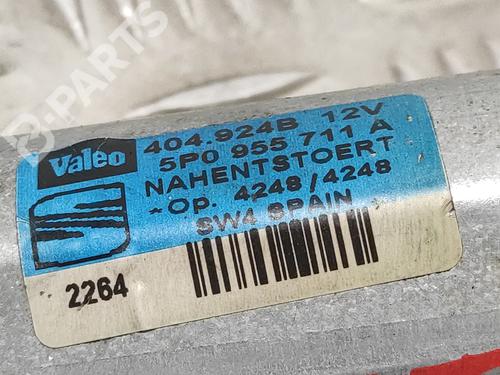 B-PARTS
Valeo
404.924B 12V
5P0 955 711 A
NAHENTSTOERT
*Op. 4248/4248
SW4 SPAIN
2264